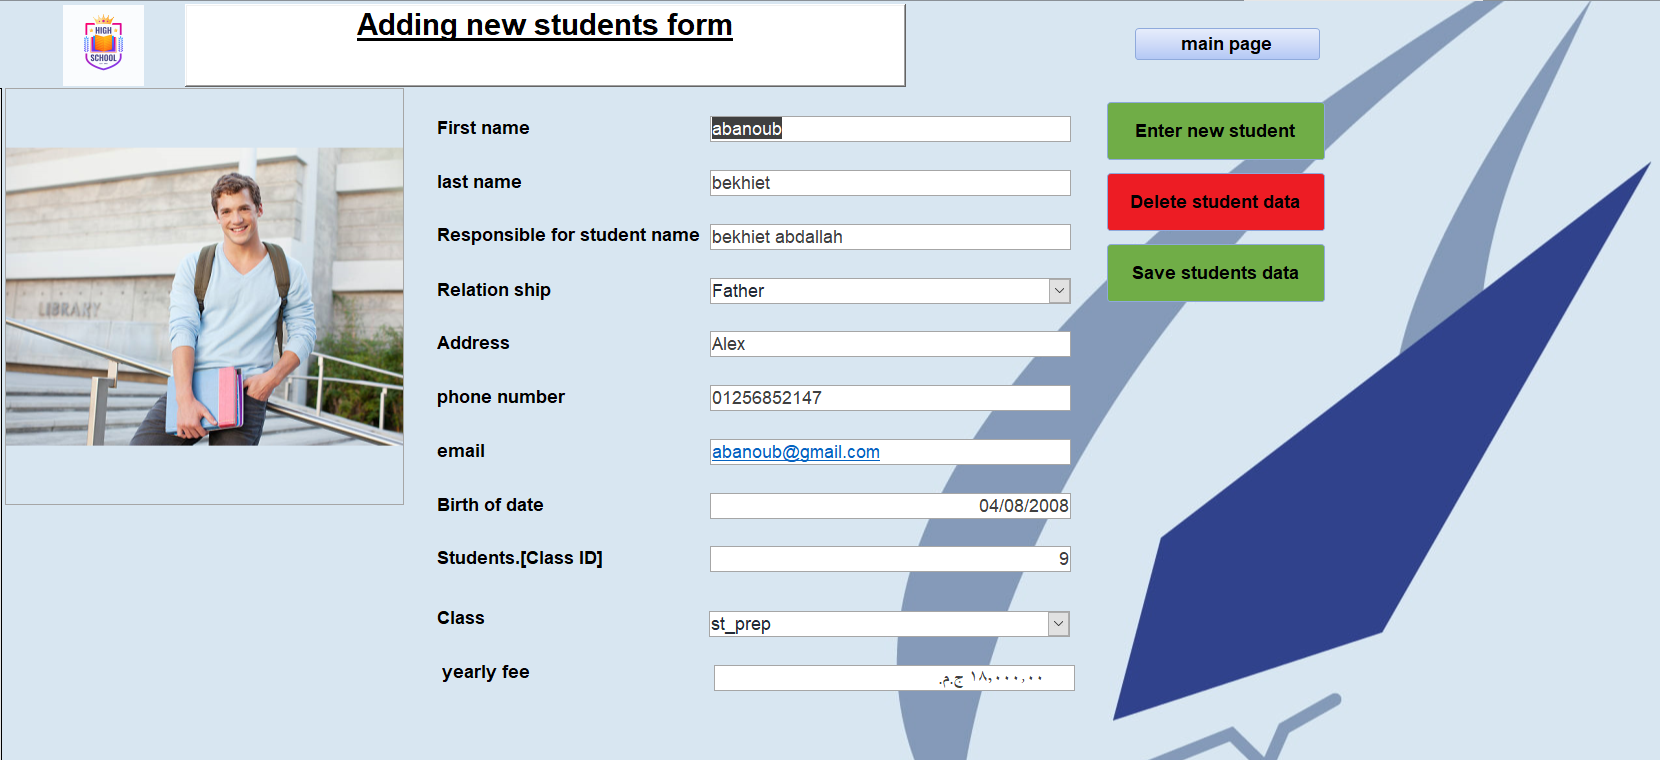 HIGH
SCHOOL
Adding new students form
main page
LIBRARY
First name abanoub
last name bekhiet
Responsible for student name bekhiet abdallah
Relation ship Father
Address Alex
phone number 01256852147
email abanoub@gmail.com
Birth of date 04/08/2008
Students.[Class ID] 9
Class st_prep
yearly fee ١٨,٠٠٠,٠٠ ج.م.
Enter new student
Delete student data
Save students data